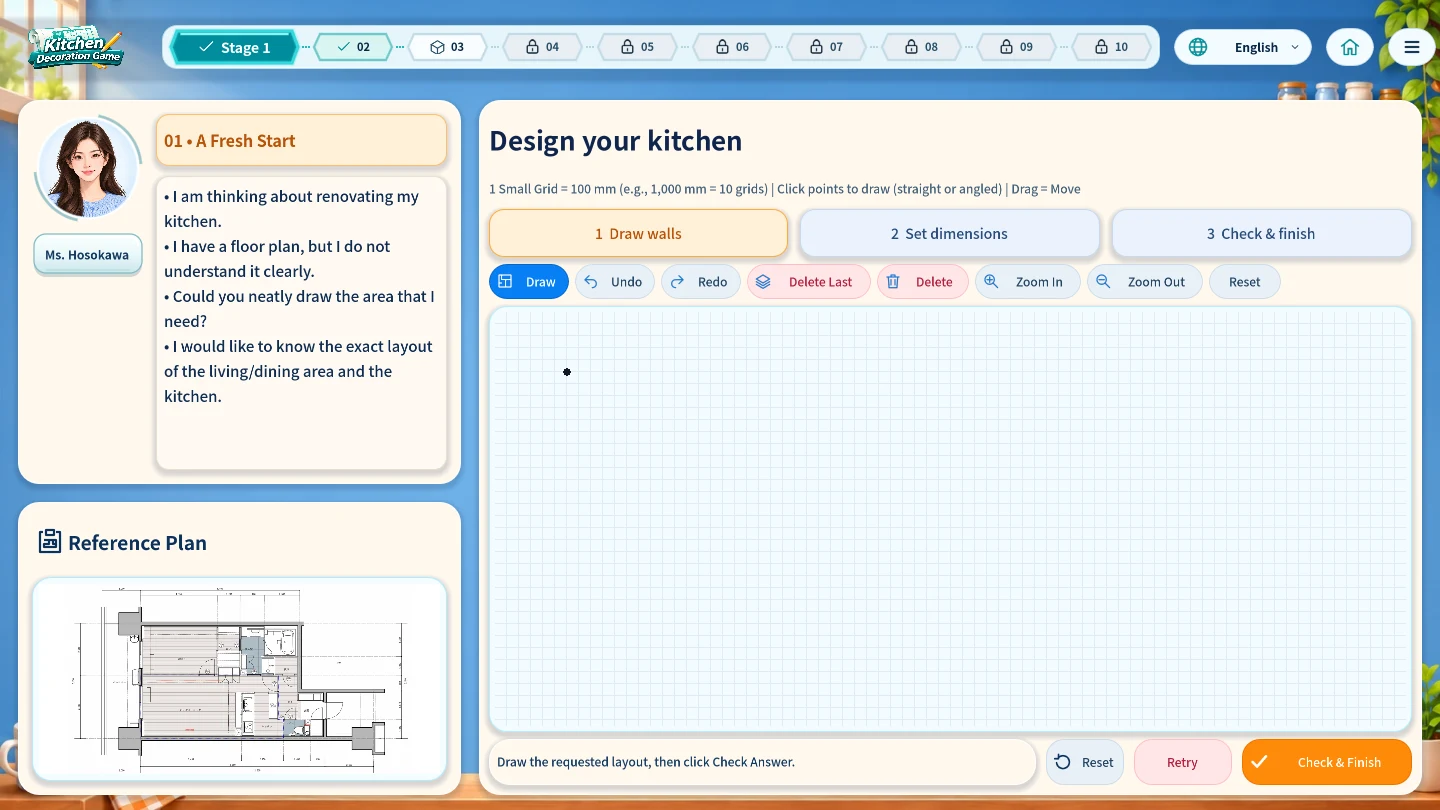 Kitchen
Decoration Game
Stage 1
02
03
04
05
06
07
08
09
10
English
01 • A Fresh Start
• I am thinking about renovating my
kitchen.
• I have a floor plan, but I do not
understand it clearly.
• Could you neatly draw the area that I
need?
• I would like to know the exact layout
of the living/dining area and the
kitchen.
Ms. Hosokawa
Reference Plan
Design your kitchen
1 Small Grid = 100 mm (e.g., 1,000 mm = 10 grids) | Click points to draw (straight or angled) | Drag = Move
1 Draw walls
2 Set dimensions
3 Check & finish
Draw
Undo
Redo
Delete Last
Delete
Zoom In
Zoom Out
Reset
Draw the requested layout, then click Check Answer.
Reset
Retry
Check & Finish